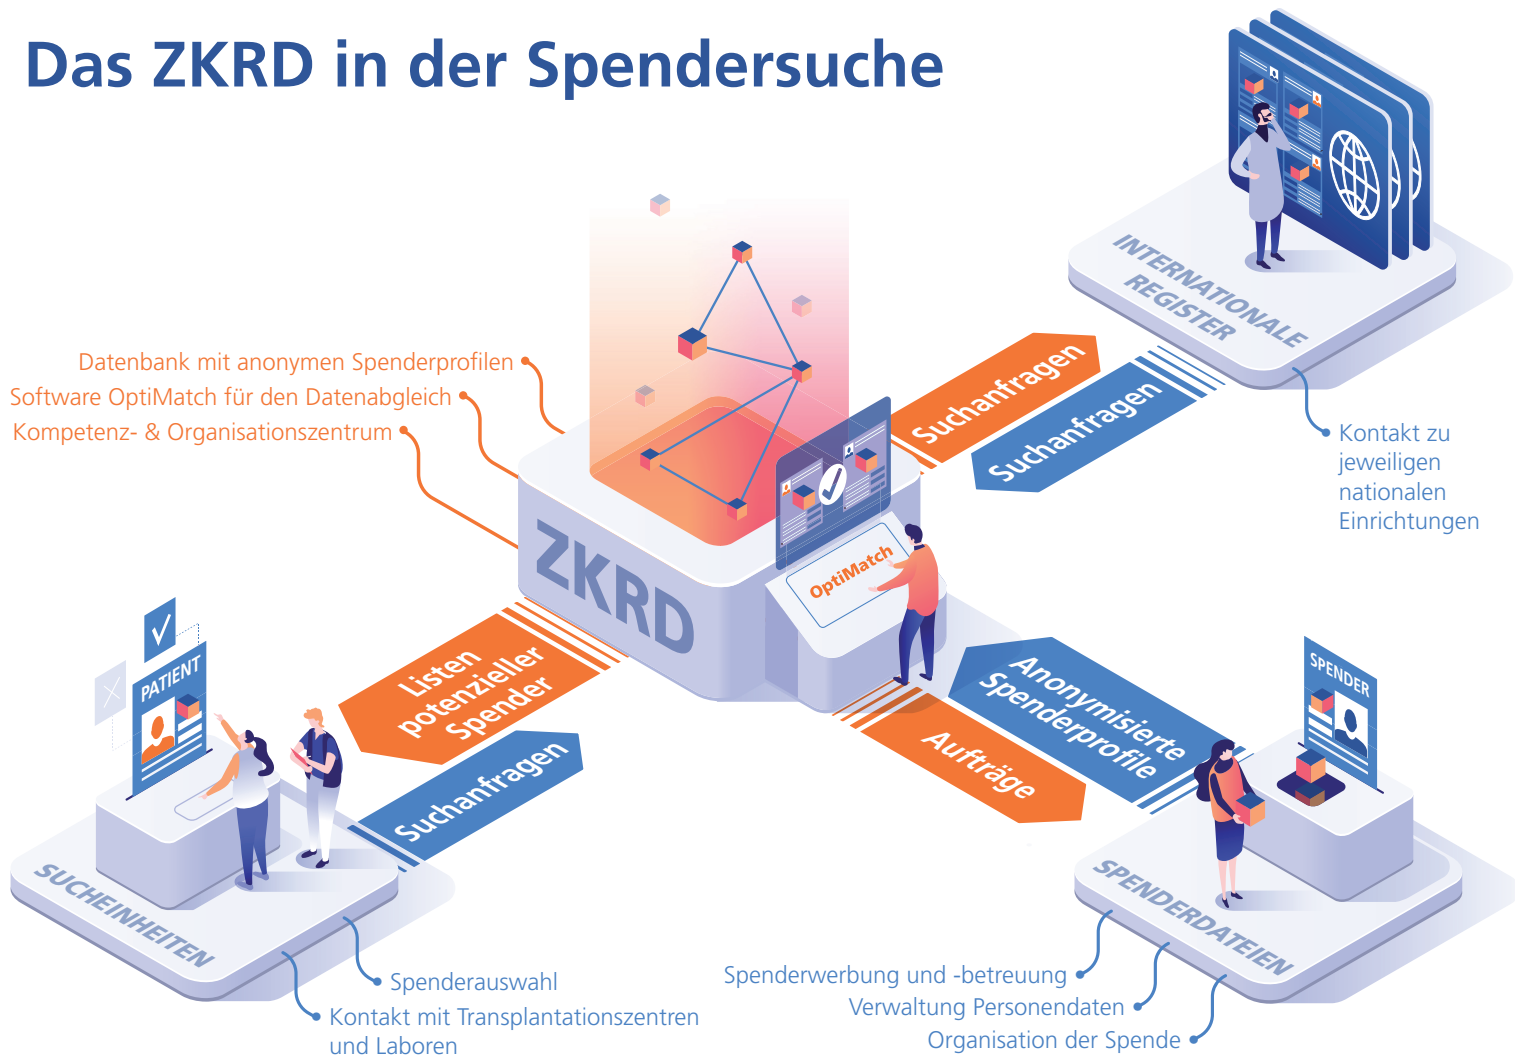 Das ZKRD in der Spendersuche
INTERNATIONALE
REGISTER
Kontakt zu
jeweiligen
nationalen
Einrichtungen
Suchanfragen
Suchanfragen
Datenbank mit anonymen Spenderprofilen
Software OptiMatch für den Datenabgleich
Kompetenz- & Organisationszentrum
ZKRD
OptiMatch
Listen
potenzieller
Spender
Suchanfragen
PATIENT
SUCHEINHEITEN
Spenderauswahl
Kontakt mit Transplantationszentren
und Laboren
Anonymisierte
Spenderprofile
Aufträge
SPENDER
SPENDERDATEIEN
Spenderwerbung und -betreuung
Verwaltung Personendaten
Organisation der Spende